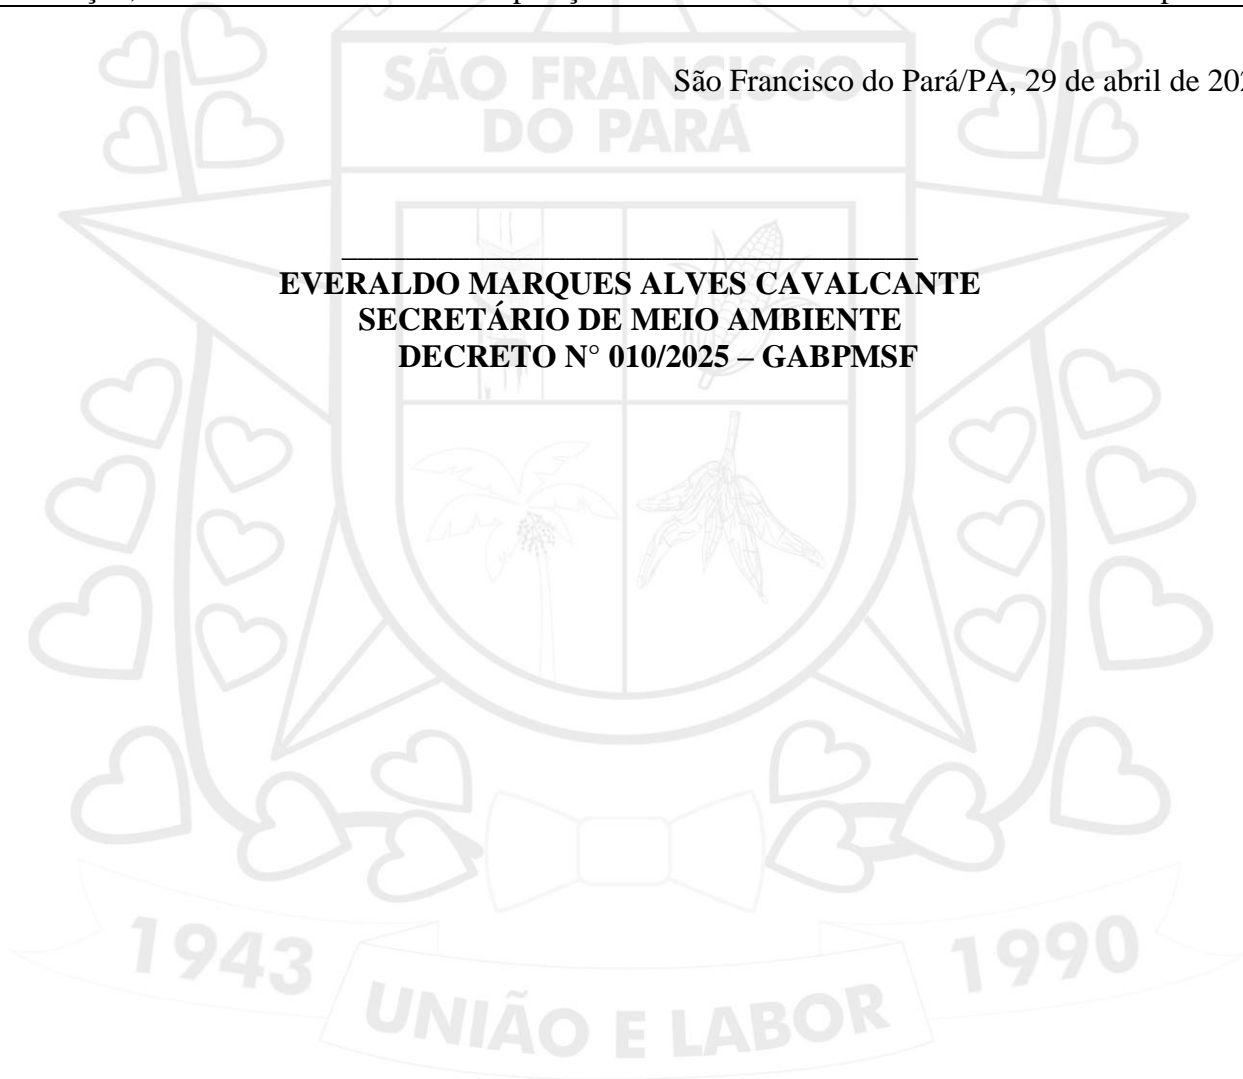 SÃO FRANCISCO
DO PARÁ
São Francisco do Pará/PA, 29 de abril de
EVERALDO MARQUES ALVES CAVALCANTE
SECRETÁRIO DE MEIO AMBIENTE
DECRETO N° 010/2025 – GABPMSF
1943
UNIÃO E LABOR
1990